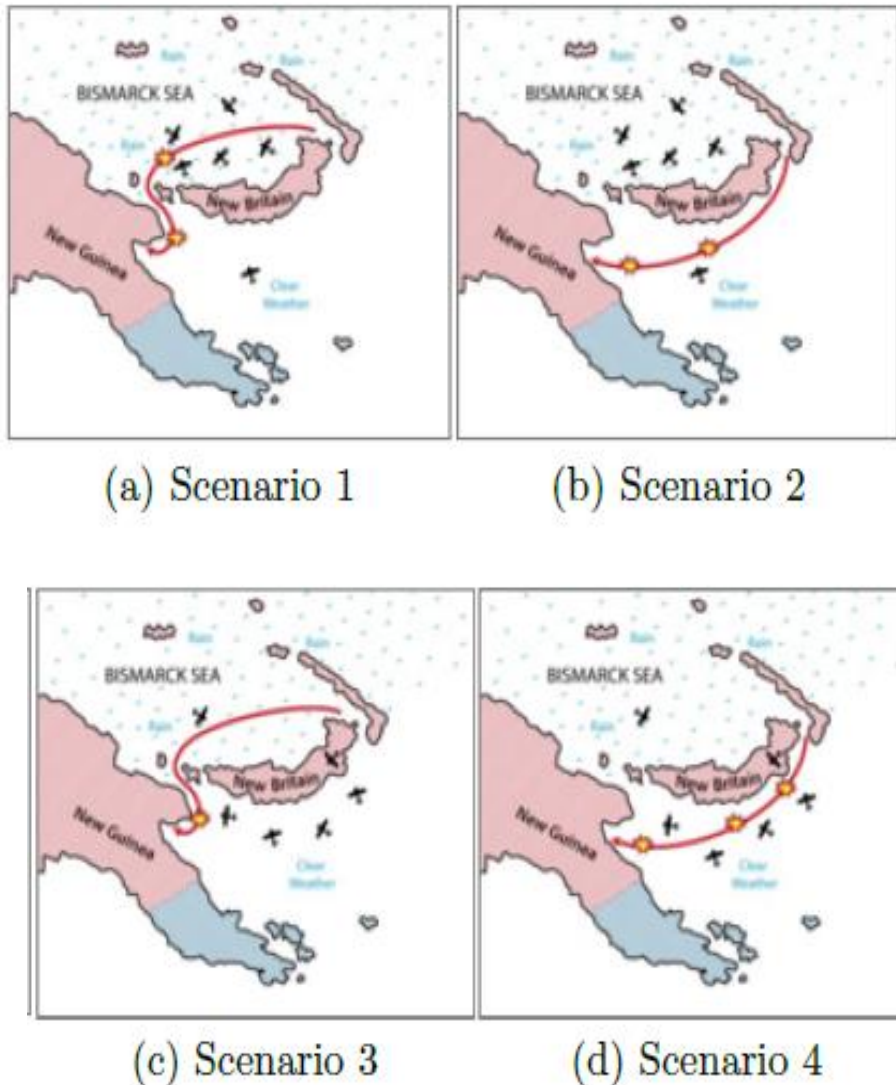 Rain
Rain
BISMARCK SEA
Rain
D
New Britain
New Guinea
Clear
Weather
Rain
Rain
BISMARCK SEA
Rain
D
New Britain
New Guinea
Clear
Weather
(a) Scenario 1
(b) Scenario 2
Rain
Rain
BISMARCK SEA
Rain
D
New Britain
New Guinea
Clear
Weather
Rain
Rain
BISMARCK SEA
Rain
D
New Britain
New Guinea
Clear
Weather
(c) Scenario 3
(d) Scenario 4